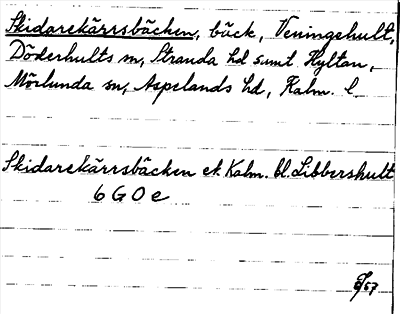 Skidarekärrsbäcken, bäck, Veningehult,
Döderhults sn, Stranda hd samt Hyltan,
Mörlunda sn, Aspelands hd, Kalm. l.
Skidarekärrsbäcken ek. Kalm. bl. Libbershult
6 G 0 e
/57